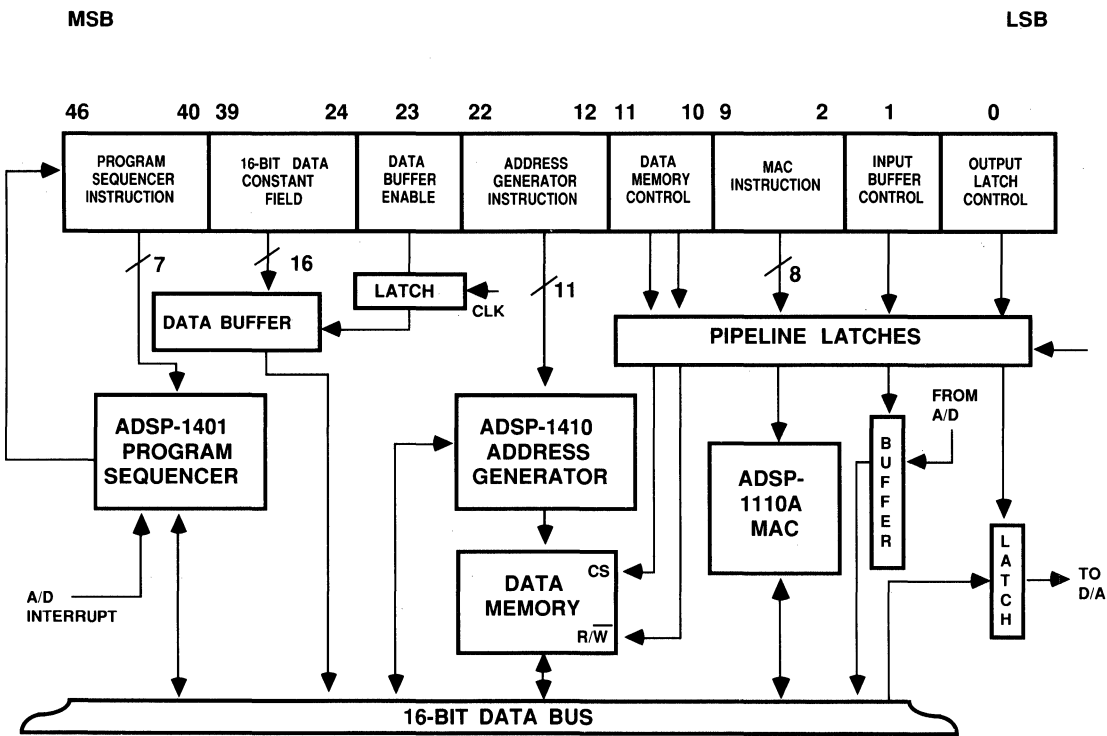 MSB
LSB
46 40 39 24 23 22 12 11 10 9 2 1 0
PROGRAM
SEQUENCER
INSTRUCTION
16-BIT DATA
CONSTANT
FIELD
DATA
BUFFER
ENABLE
ADDRESS
GENERATOR
INSTRUCTION
DATA
MEMORY
CONTROL
MAC
INSTRUCTION
INPUT
BUFFER
CONTROL
OUTPUT
LATCH
CONTROL
7
16
11
8
LATCH
CLK
DATA BUFFER
PIPELINE LATCHES
ADSP-1401
PROGRAM
SEQUENCER
ADSP-1410
ADDRESS
GENERATOR
ADSP-
1110A
MAC
BUFFER
FROM
A/D
DATA
MEMORY
CS
R/W̅
LATCH
TO
D/A
A/D
INTERRUPT
16-BIT DATA BUS